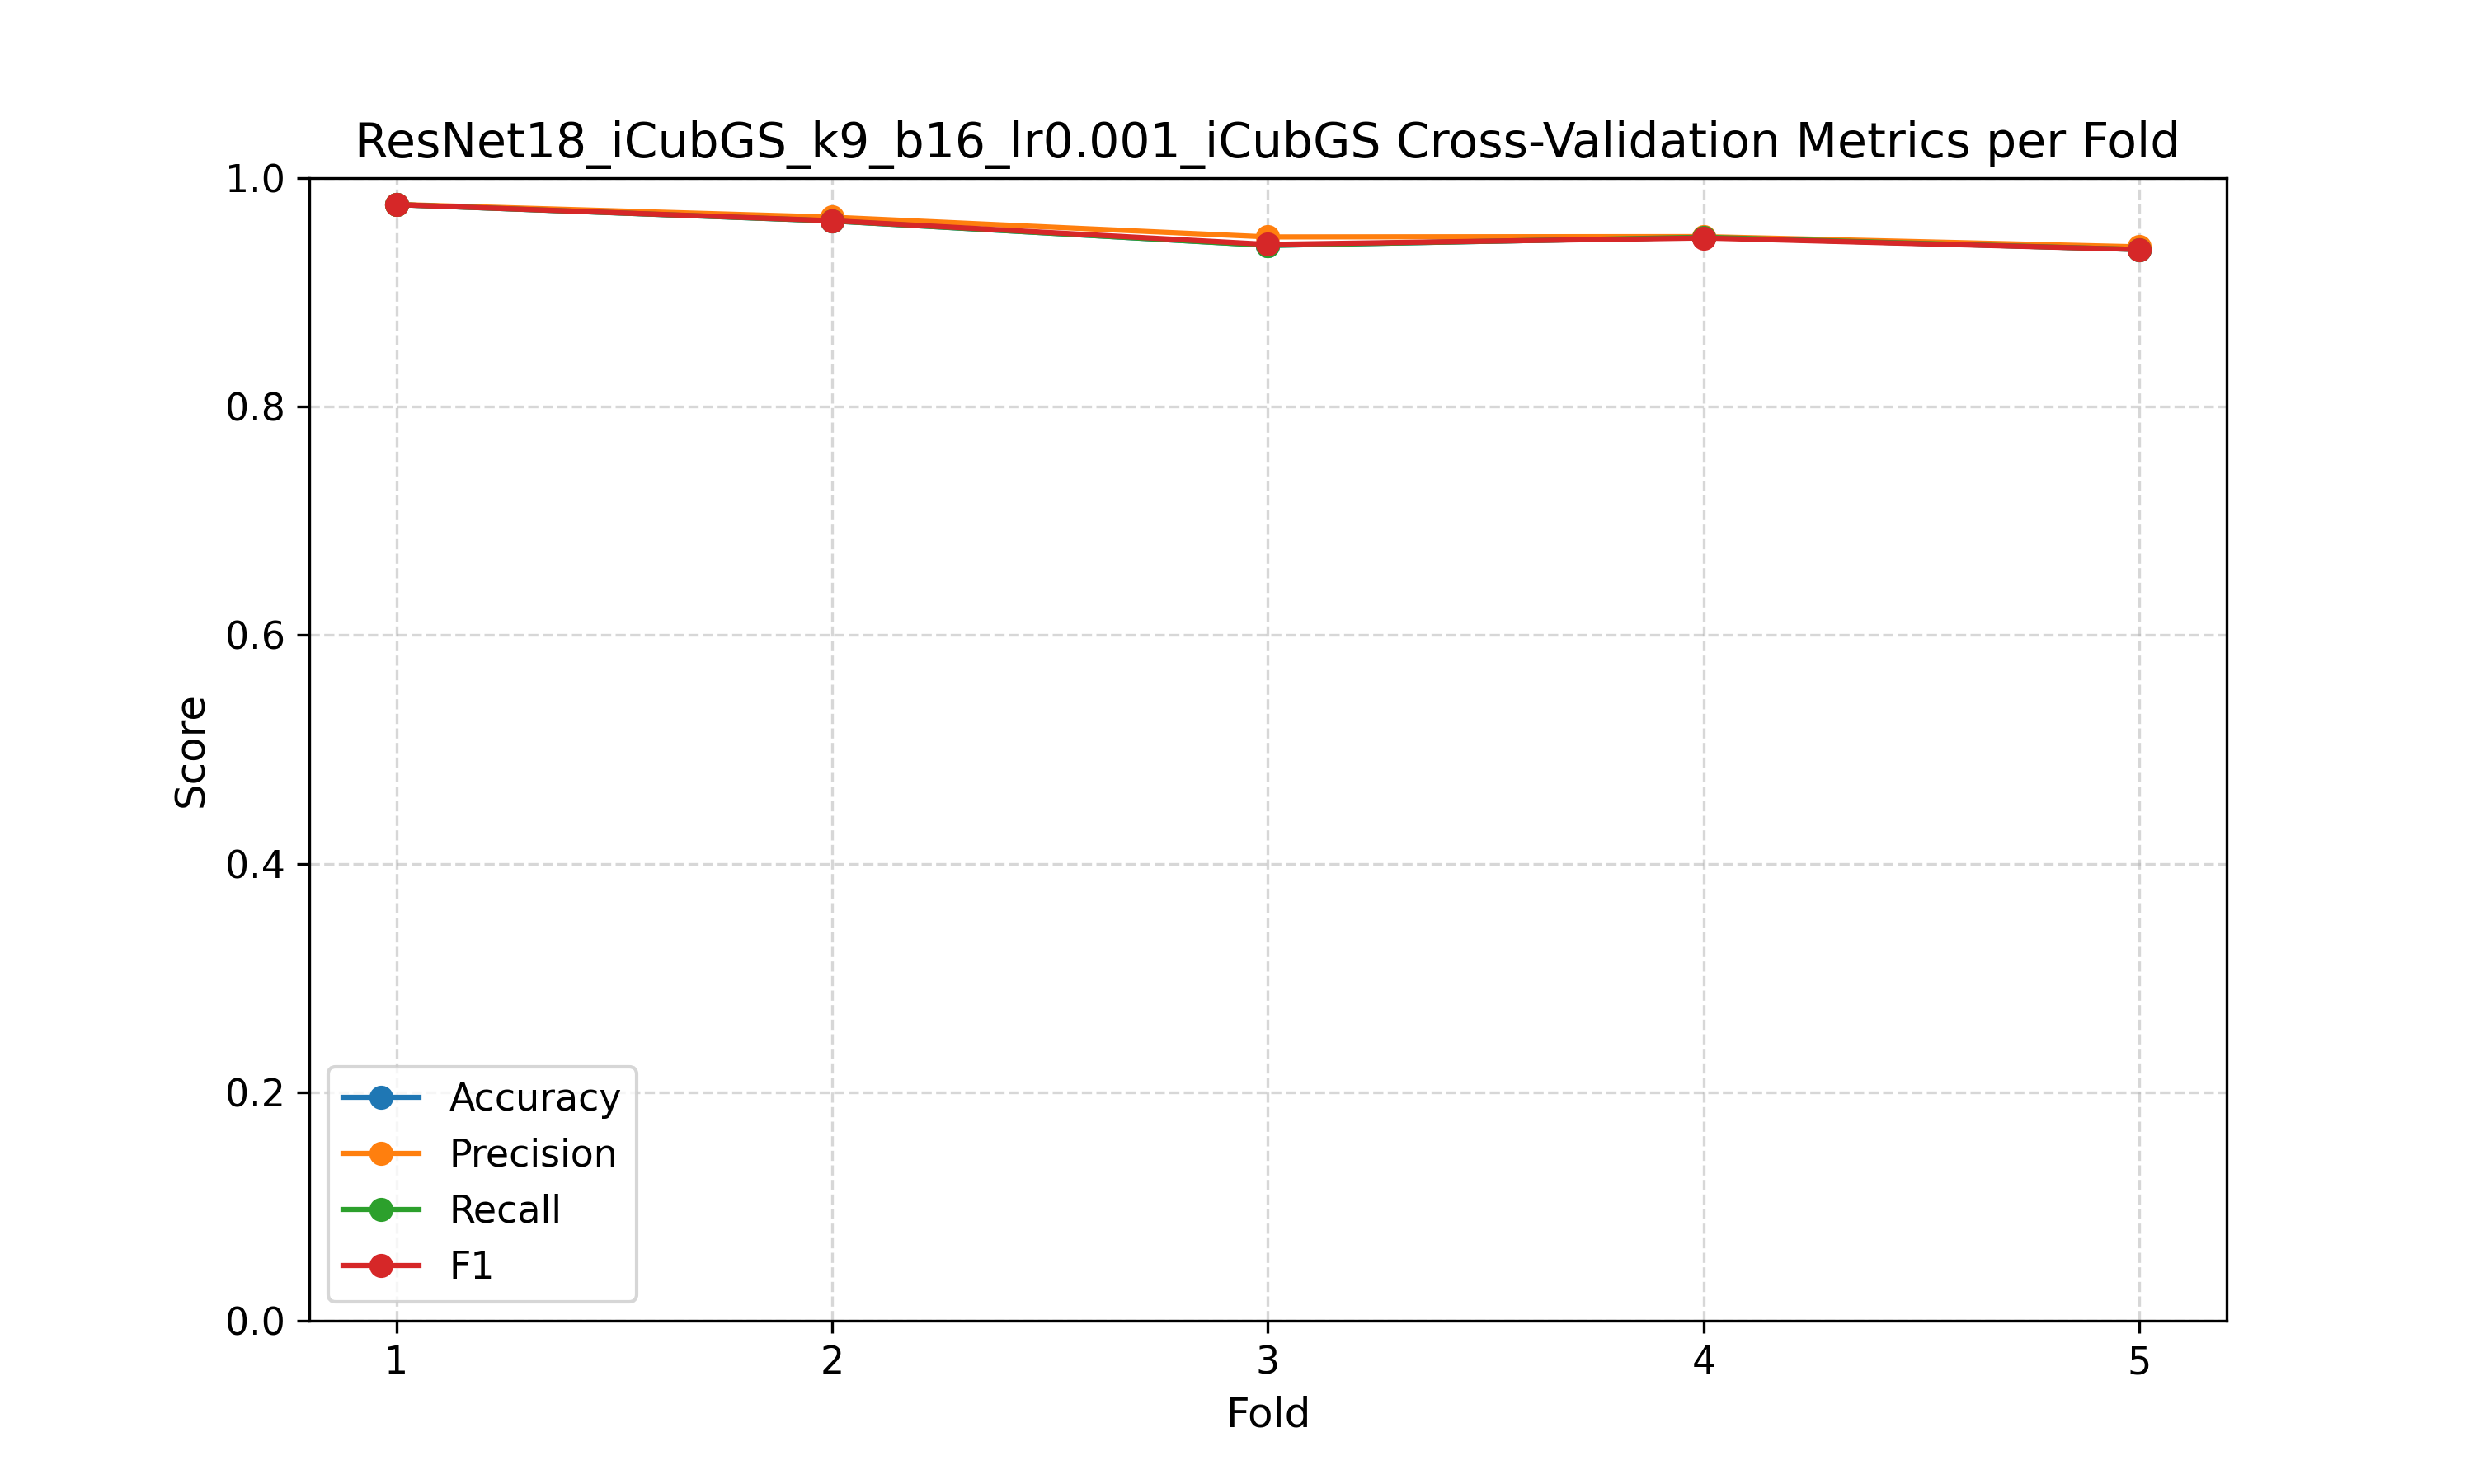 ResNet18_iCubGS_k9_b16_lr0.001_iCubGS Cross-Validation Metrics per Fold
1.0
0.8
0.6
0.4
0.2
0.0
Score
Accuracy
Precision
Recall
F1
1 2 3 4 5
Fold